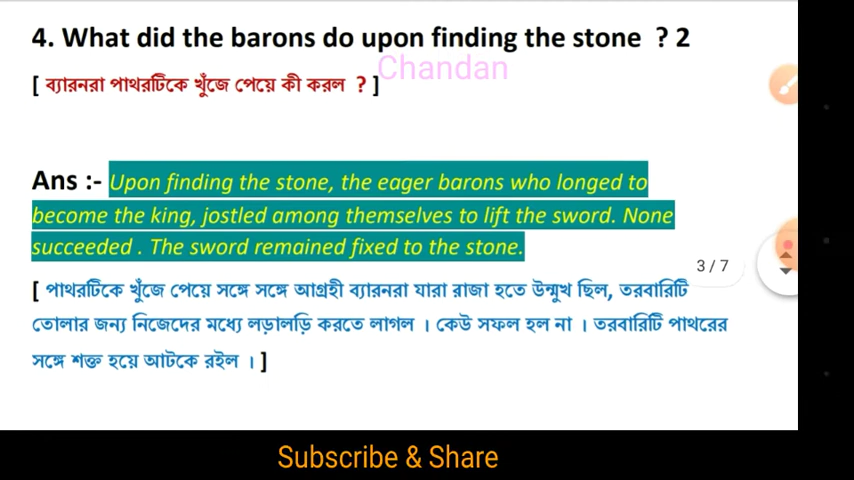 4. What did the barons do upon finding the stone ? 2
Chandan
[ ব্যারনরা পাথরটিকে খুঁজে পেয়ে কী করল ? ]
Ans :- Upon finding the stone, the eager barons who longed to
become the king, jostled among themselves to lift the sword. None
succeeded . The sword remained fixed to the stone.
3 / 7
[ পাথরটিকে খুঁজে পেয়ে সঙ্গে সঙ্গে আগ্রহী ব্যারনরা যারা রাজা হতে উন্মুখ ছিল, তরবারিটি
তোলার জন্য নিজেদের মধ্যে লড়ালড়ি করতে লাগল । কেউ সফল হল না । তরবারিটি পাথরের
সঙ্গে শক্ত হয়ে আটকে রইল । ]
Subscribe & Share